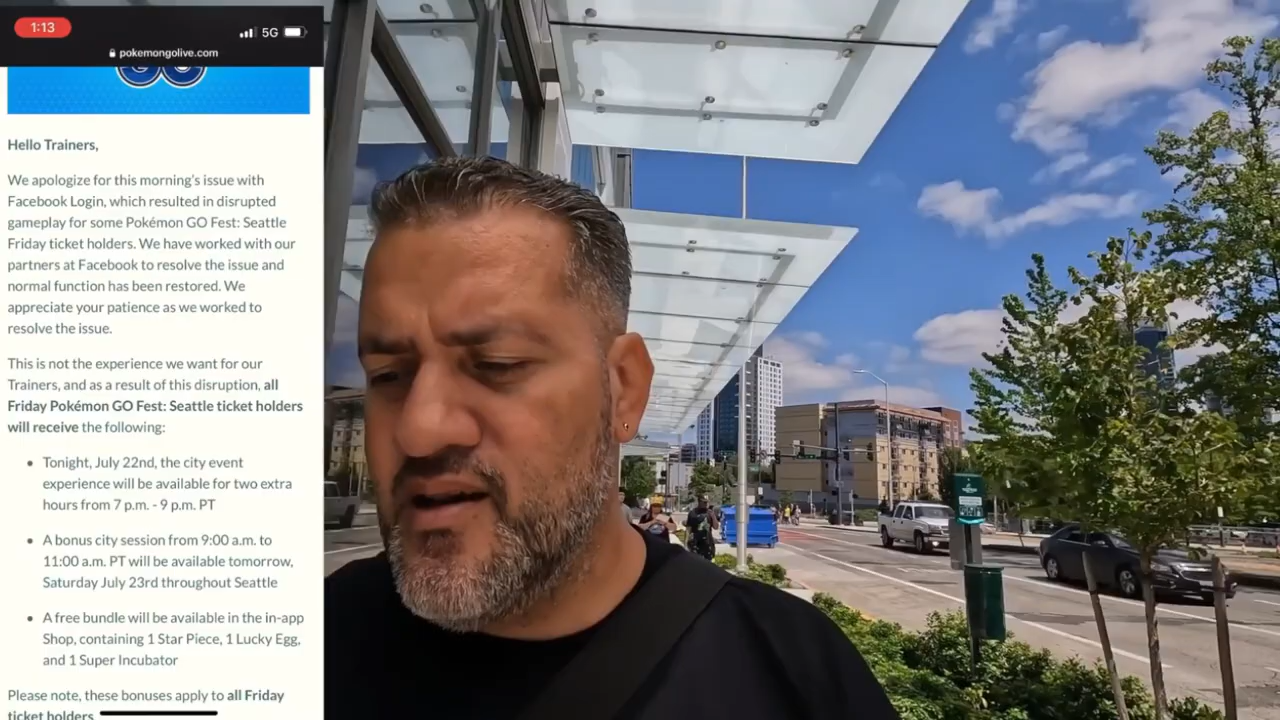 1:13
5G
pokemongolive.com
GO
Hello Trainers,
We apologize for this morning's issue with
Facebook Login, which resulted in disrupted
gameplay for some Pokémon GO Fest: Seattle
Friday ticket holders. We have worked with our
partners at Facebook to resolve the issue and
normal function has been restored. We
appreciate your patience as we worked to
resolve the issue.
This is not the experience we want for our
Trainers, and as a result of this disruption, all
Friday Pokémon GO Fest: Seattle ticket holders
will receive the following:
• Tonight, July 22nd, the city event
experience will be available for two extra
hours from 7 p.m. - 9 p.m. PT
• A bonus city session from 9:00 a.m. to
11:00 a.m. PT will be available tomorrow,
Saturday July 23rd throughout Seattle
• A free bundle will be available in the in-app
Shop, containing 1 Star Piece, 1 Lucky Egg,
and 1 Super Incubator
Please note, these bonuses apply to all Friday
ticket holders